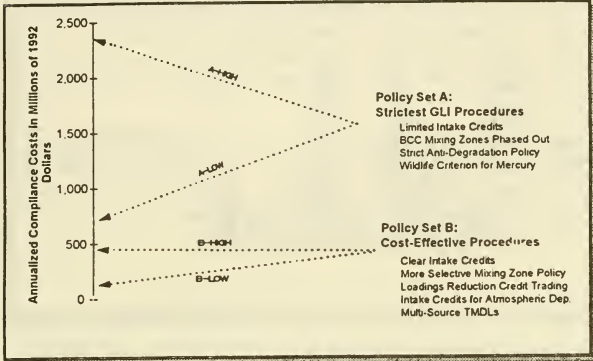 Annualized Compliance Costs in Millions of 1992
Dollars
2,500
2,000
1,500
1,000
500
0
A-HIGH
A-LOW
B-HIGH
B-LOW
Policy Set A:
Strictest GLI Procedures
Limited Intake Credits
BCC Mixing Zones Phased Out
Strict Anti-Degradation Policy
Wildlife Criterion for Mercury
Policy Set B:
Cost-Effective Procedures
Clear Intake Credits
More Selective Mixing Zone Policy
Loadings Reduction Credit Trading
Intake Credits for Atmospheric Dep.
Multi-Source TMDLs